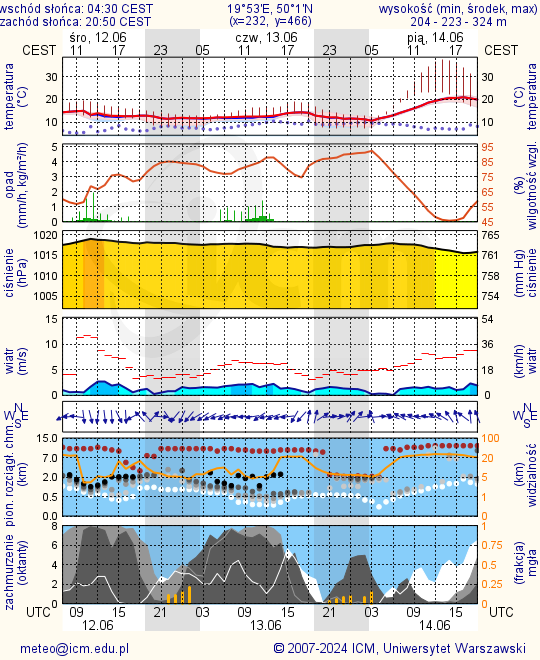 wschód słońca: 04:30 CEST 19°53'E, 50°1'N wysokość (min, środek, max)
zachód słońca: 20:50 CEST (x=232, y=466) 204 - 223 - 324 m
śro, 12.06 czw, 13.06 pią, 14.06
CEST 11 17 23 05 11 17 23 05 11 17 CEST
temperatura (°C) 30 20 10 30 20 10 (°C) temperatura
opad (mm/h, kg/m²/h) 5 4 3 2 1 0 95 85 75 65 55 45 (%) wilgotność wzgl.
ciśnienie (hPa) 1020 1015 1010 1005 765 761 758 754 (mm Hg) ciśnienie
wiatr (m/s) 15 10 5 0 54 36 18 0 (km/h) wiatr
N W E S N W E S
pion. rozciągł. chm. (km) 15.0 7.0 2.0 0.5 0.0 100 20 5 1 0 (km) widzialność
zachmurzenie (oktanty) 8 6 4 2 0 1 0.75 0.5 0.25 0 (frakcja) mgła
UTC 09 15 21 03 09 15 21 03 09 15 UTC
12.06 13.06 14.06
meteo@icm.edu.pl © 2007-2024 ICM, Uniwersytet Warszawski